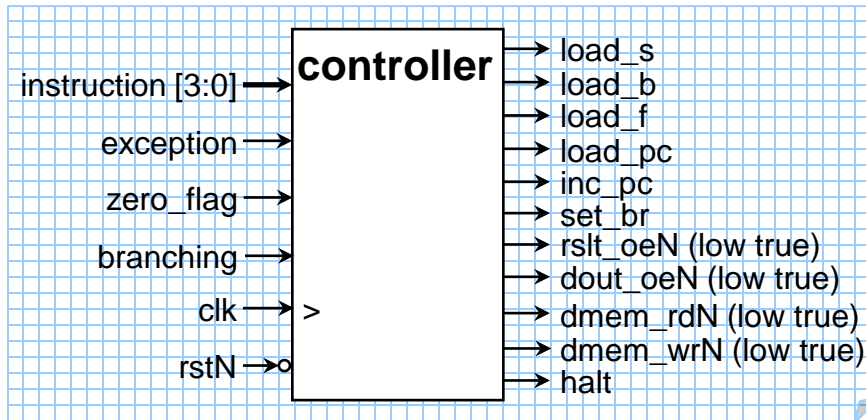 controller
instruction [3:0]
exception
zero_flag
branching
clk
>
rstN
load_s
load_b
load_f
load_pc
inc_pc
set_br
rslt_oeN (low true)
dout_oeN (low true)
dmem_rdN (low true)
dmem_wrN (low true)
halt